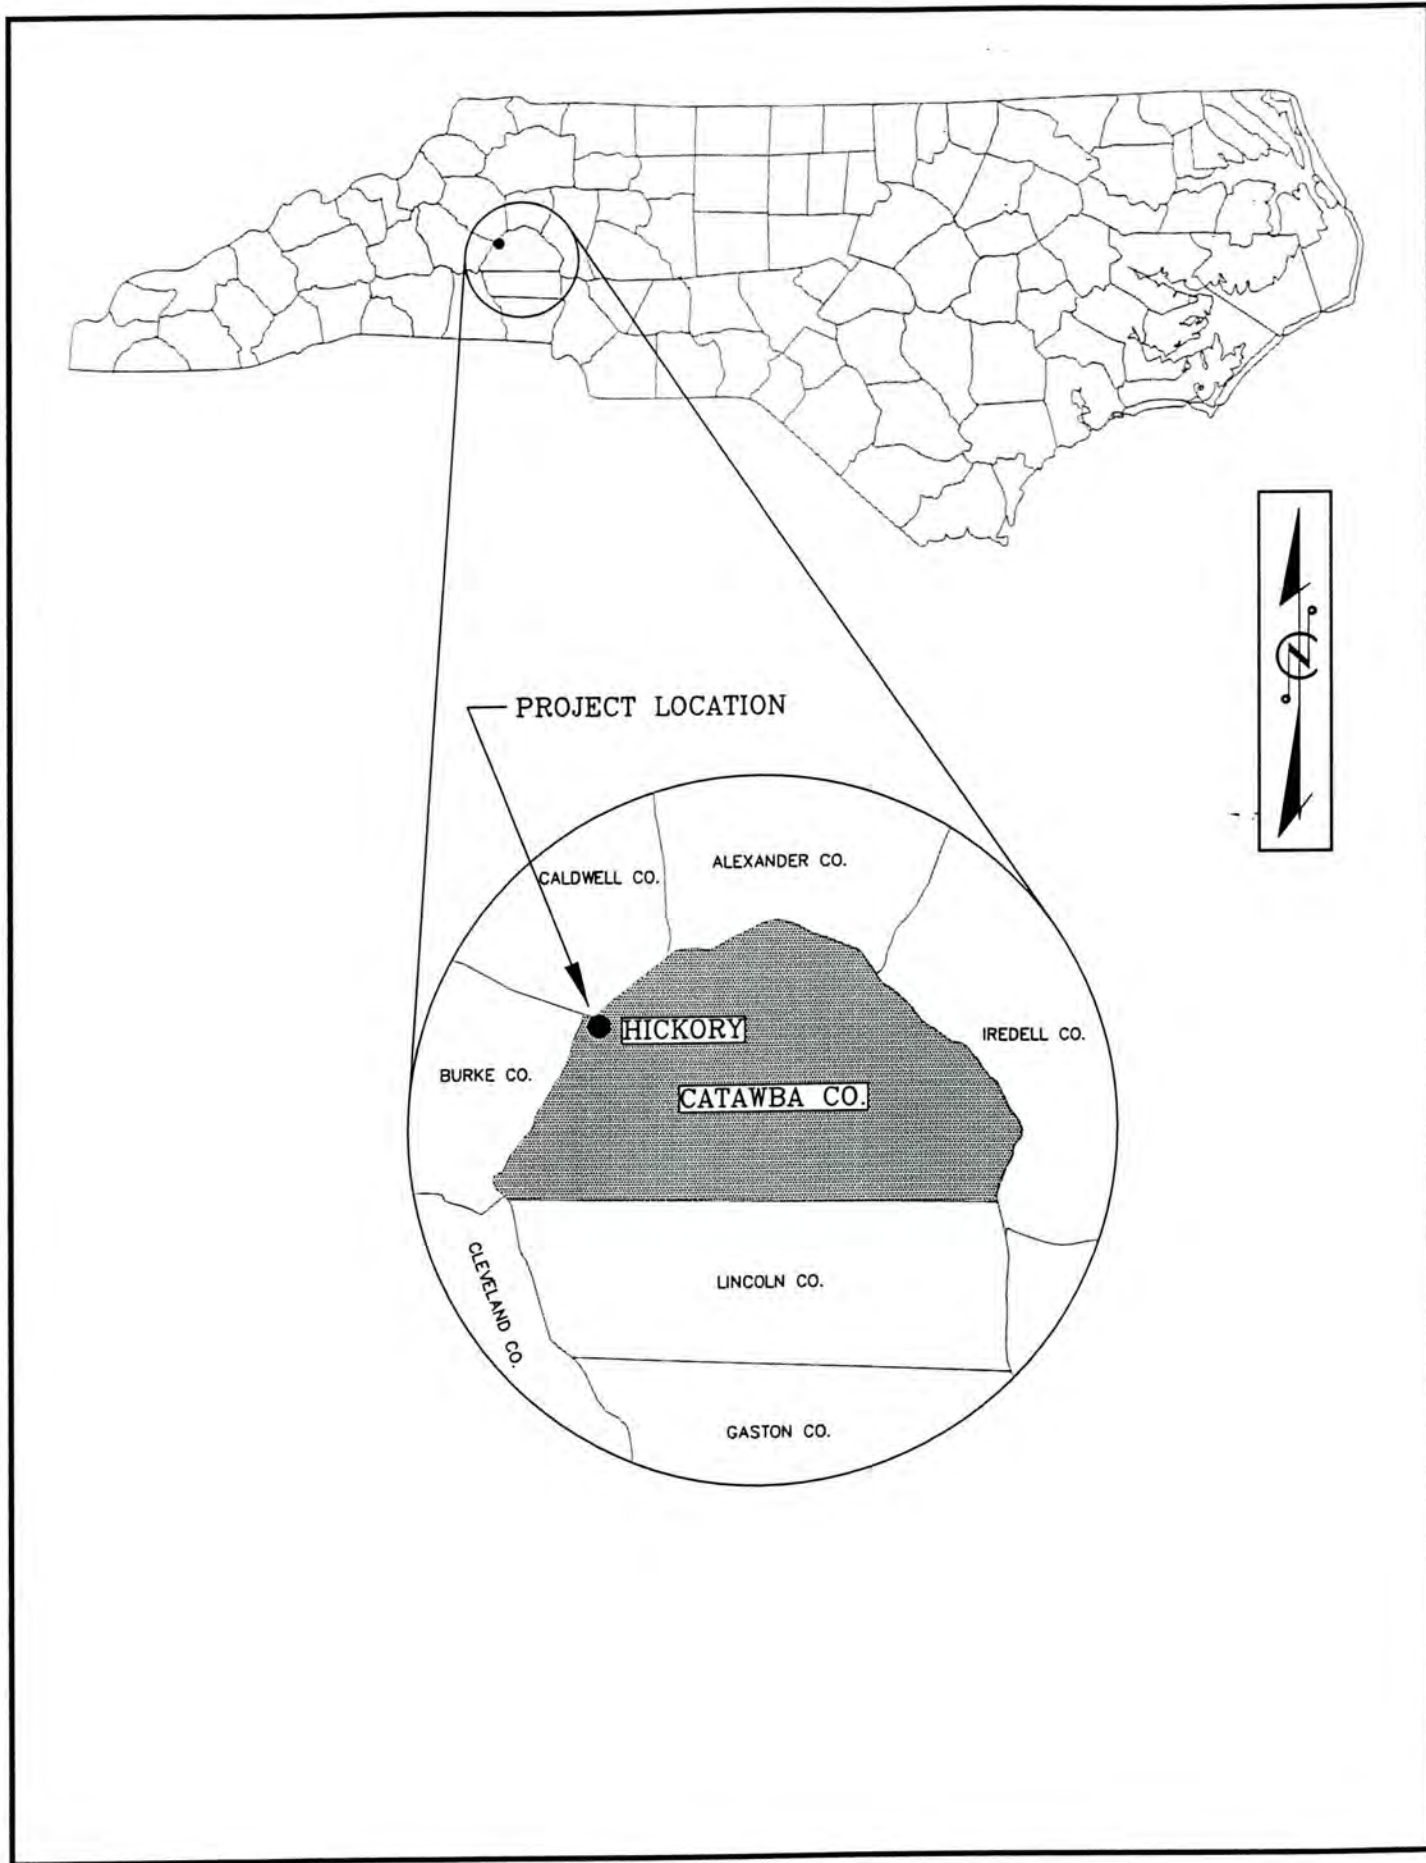 PROJECT LOCATION
ALEXANDER CO.
CALDWELL CO.
HICKORY
IREDELL CO.
BURKE CO.
CATAWBA CO.
LINCOLN CO.
CLEVELAND CO.
GASTON CO.
N